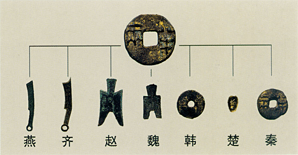 燕 齐 赵 魏 韩 楚 秦